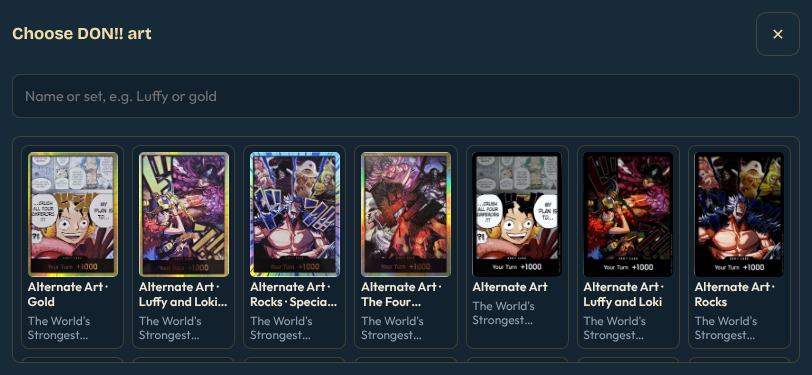 Choose DON!! art
×
Name or set, e.g. Luffy or gold
...CRUSH ALL FOUR EMPERORS !!!
MY PLAN IS TO...
?!
Your Turn +1000
Your Turn +1000
Your Turn +1000
Your Turn +1000
...CRUSH ALL FOUR EMPERORS !!!
MY PLAN IS TO...
?!
Your Turn +1000
Your Turn +1000
Your Turn +1000
Alternate Art ·
Gold
The World's
Strongest...
Alternate Art ·
Luffy and Loki...
The World's
Strongest...
Alternate Art ·
Rocks · Specia...
The World's
Strongest...
Alternate Art ·
The Four...
The World's
Strongest...
Alternate Art
The World's
Strongest...
Alternate Art ·
Luffy and Loki
The World's
Strongest...
Alternate Art ·
Rocks
The World's
Strongest...